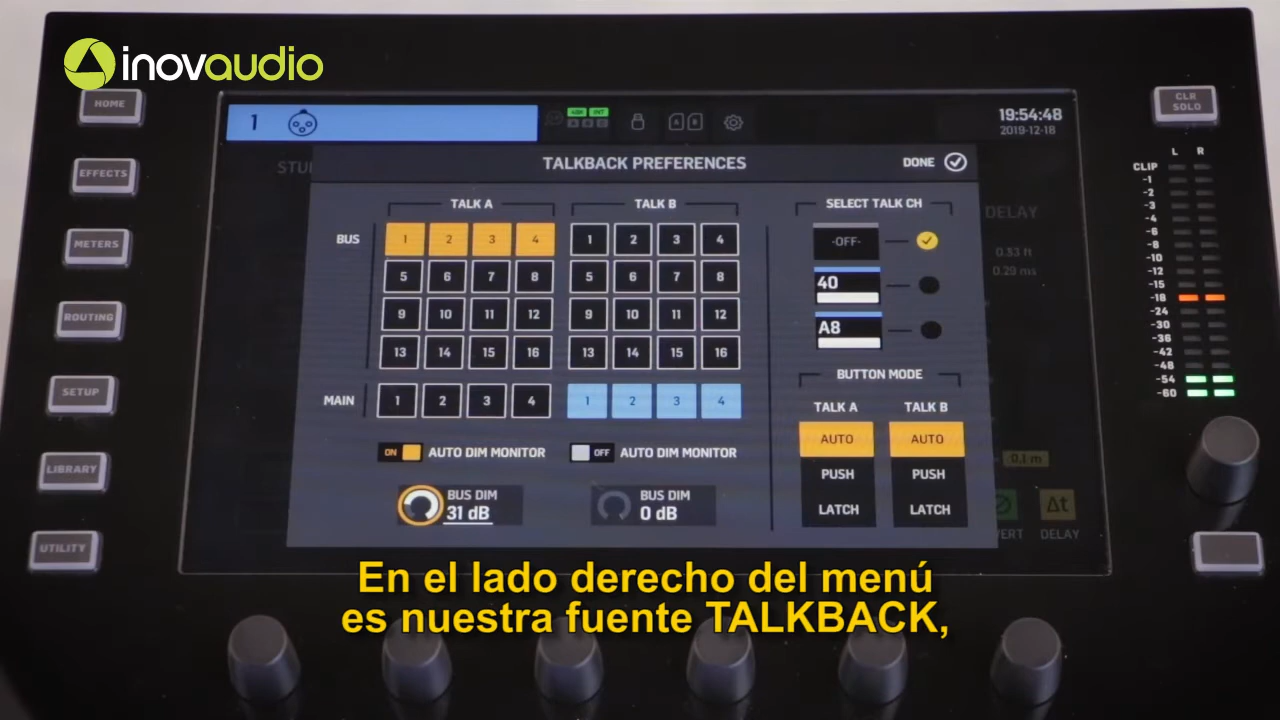 inovaudio
HOME
EFFECTS
METERS
ROUTING
SETUP
LIBRARY
UTILITY
CLR
SOLO
1
19:54:48
2019-12-18
TALKBACK PREFERENCES
DONE
TALK A
TALK B
SELECT TALK CH
BUS
1 2 3 4 1 2 3 4
5 6 7 8 5 6 7 8
9 10 11 12 9 10 11 12
13 14 15 16 13 14 15 16
MAIN 1 2 3 4 1 2 3 4
ON AUTO DIM MONITOR OFF AUTO DIM MONITOR
BUS DIM
31 dB
BUS DIM
0 dB
-OFF-
40
A8
BUTTON MODE
TALK A TALK B
AUTO AUTO
PUSH PUSH
LATCH LATCH
DELAY
0.33 ft
0.29 ms
0.1 m
Δt
DELAY
L R
CLIP
-1
-2
-3
-4
-6
-8
-10
-12
-15
-18
-24
-30
-36
-42
-48
-54
-60
En el lado derecho del menú
es nuestra fuente TALKBACK,